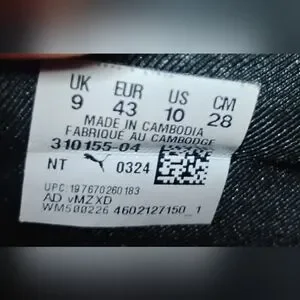 UK EUR US CM
9 43 10 28
MADE IN CAMBODIA
FABRIQUE AU CAMBODGE
310155-04
NT 0324
UPC:197670260183
AD vMZXD
WM500226 4602127150_1